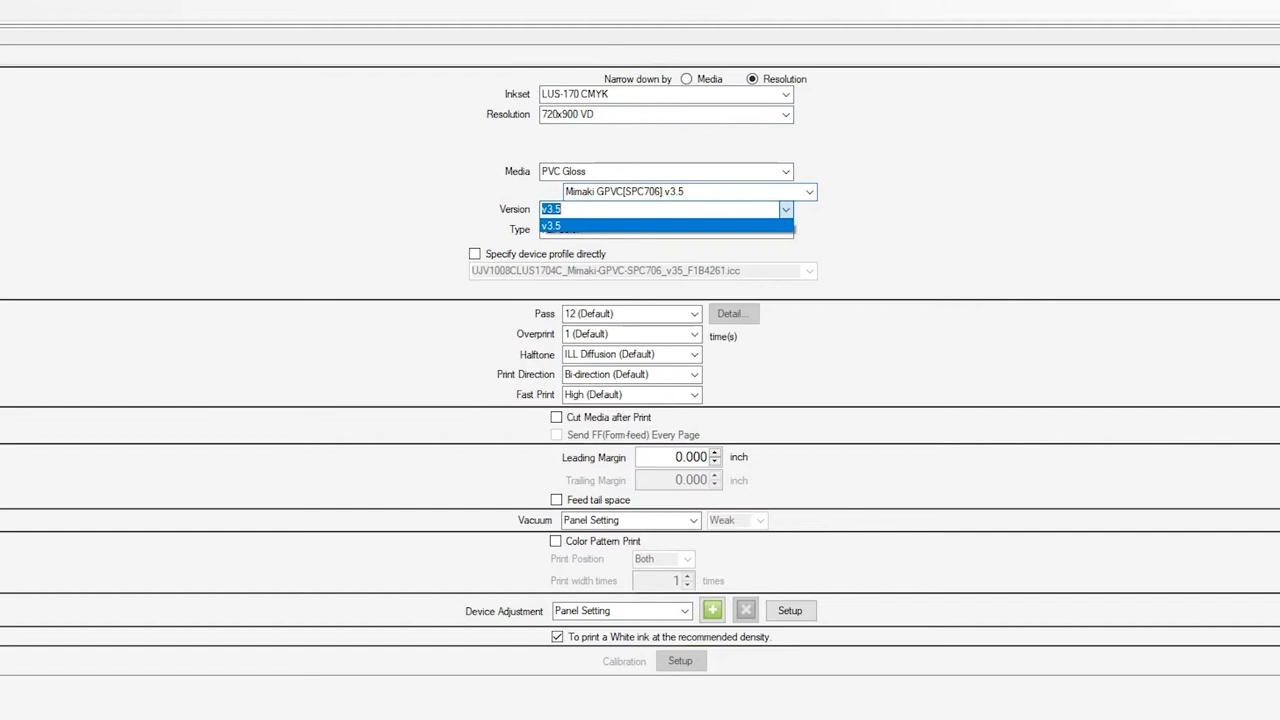 Narrow down by Media Resolution
Inkset LUS-170 CMYK
Resolution 720x900 VD
Media PVC Gloss
Mimaki GPVC[SPC706] v3.5
Version v3.5
v3.5
Type
Specify device profile directly
UJV1008CLUS1704C_Mimaki-GPVC-SPC706_v35_F1B4261.icc
Pass 12 (Default) Detail...
Overprint 1 (Default) time(s)
Halftone ILL Diffusion (Default)
Print Direction Bi-direction (Default)
Fast Print High (Default)
Cut Media after Print
Send FF(Form-feed) Every Page
Leading Margin 0.000 inch
Trailing Margin 0.000 inch
Feed tail space
Vacuum Panel Setting Weak
Color Pattern Print
Print Position Both
Print width times 1 times
Device Adjustment Panel Setting Setup
To print a White ink at the recommended density.
Calibration Setup